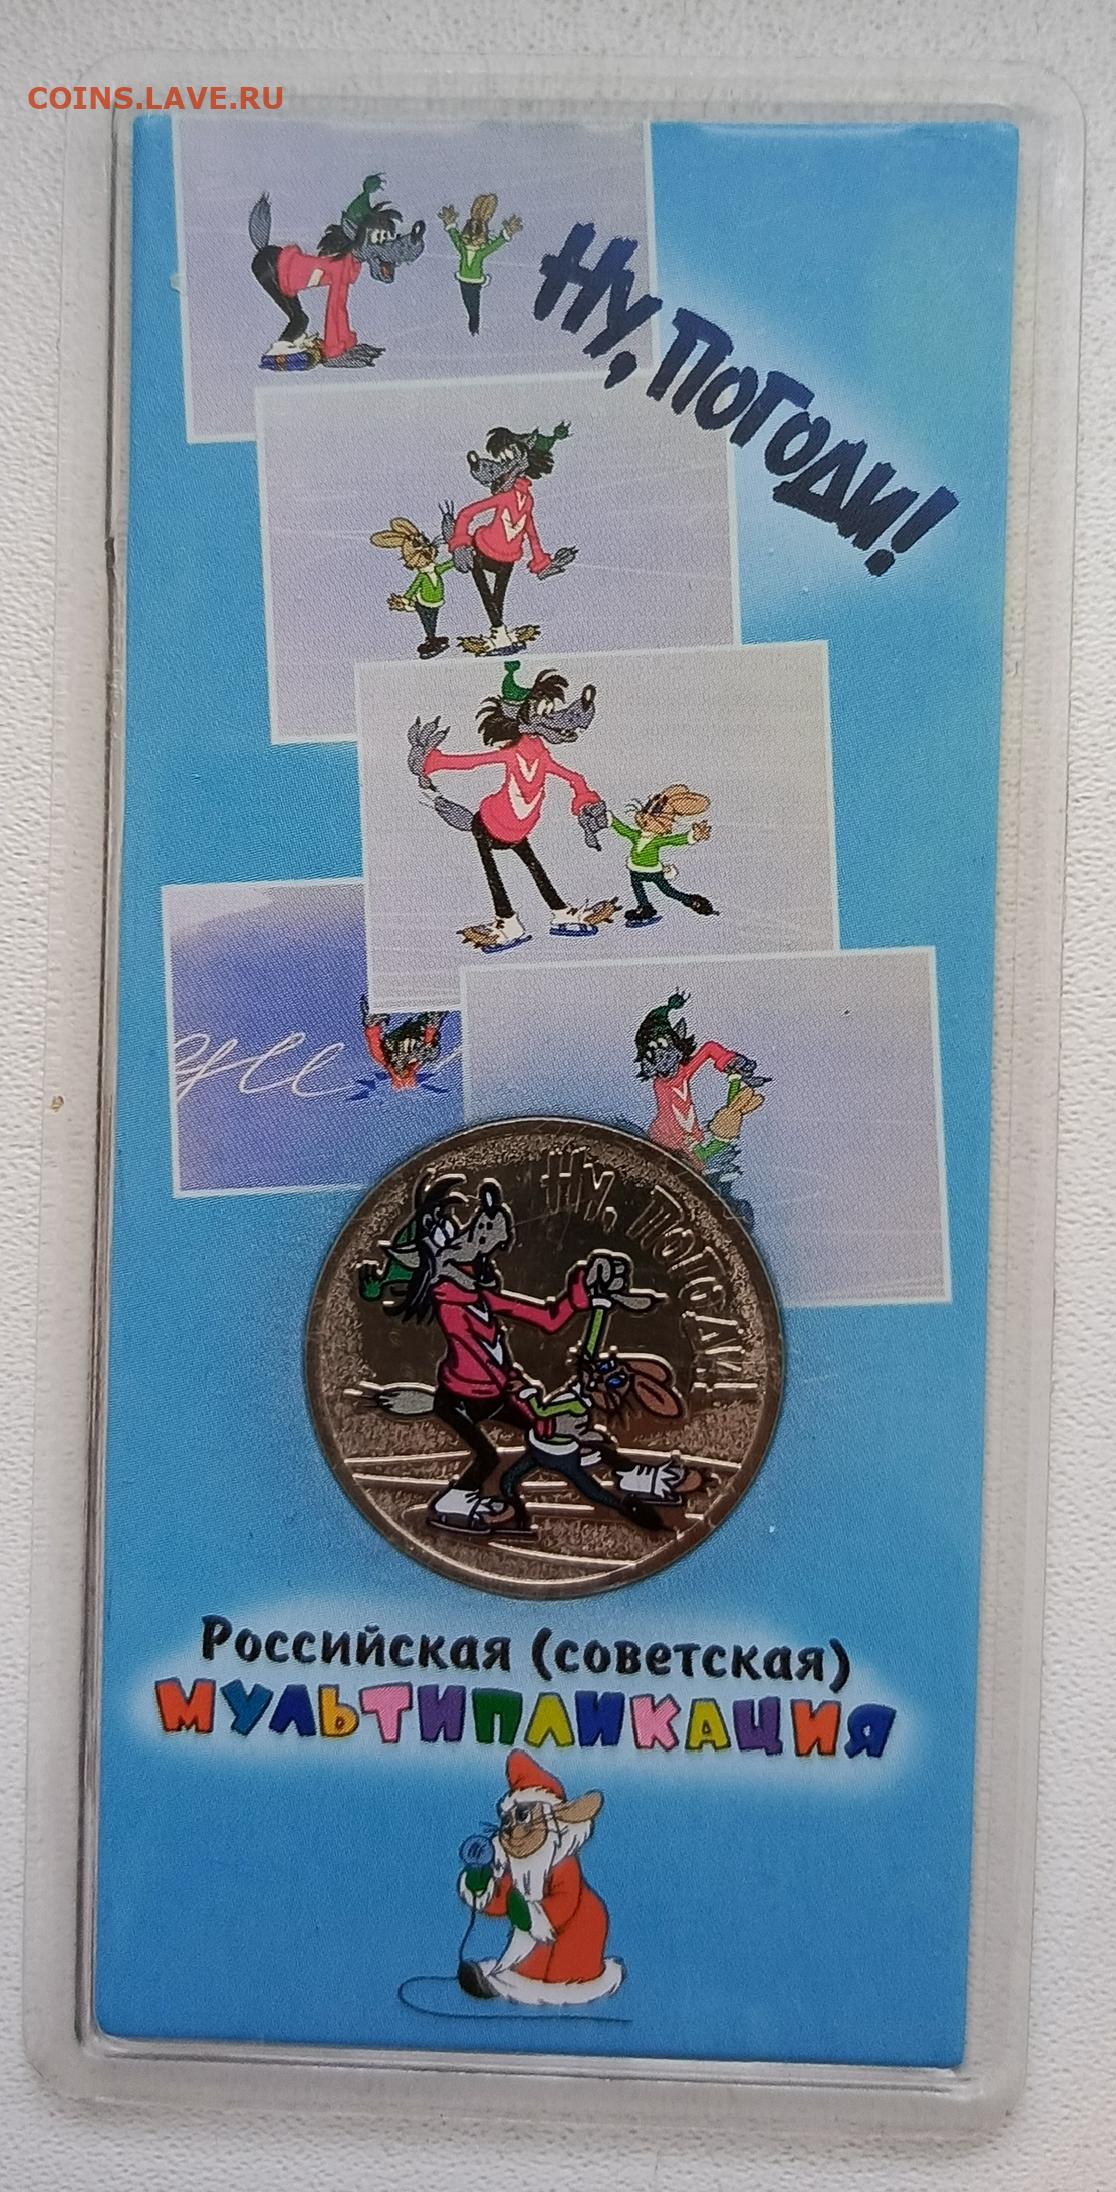 COINS.LAVE.RU
Ну, погоди!
Ну, погоди!
Российская (советская)
МУЛЬТИПЛИКАЦИЯ